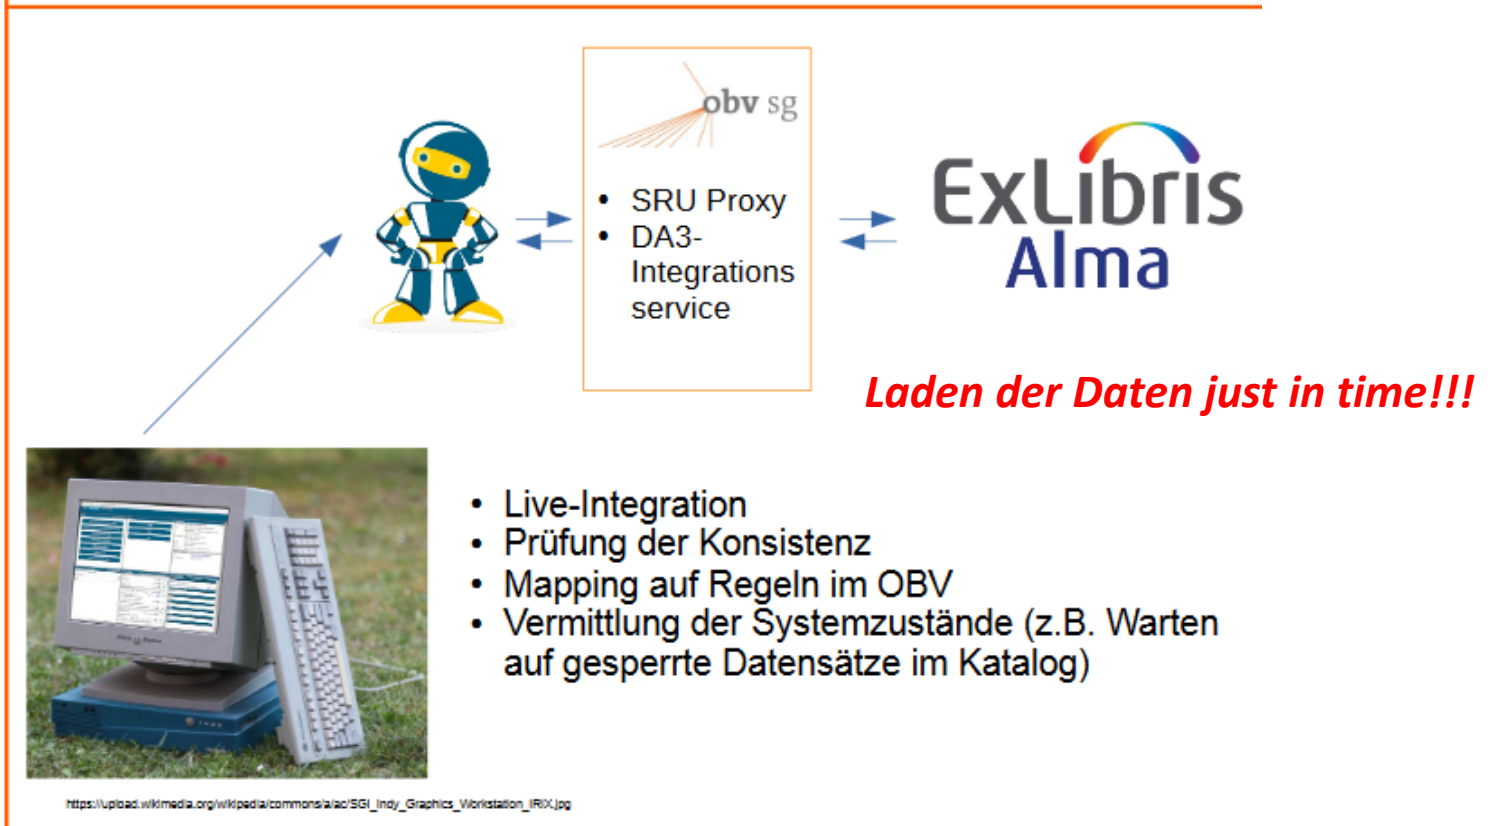 obv sg
• SRU Proxy
• DA3-
Integrations
service
ExLibris
Alma
Laden der Daten just in time!!!
• Live-Integration
• Prüfung der Konsistenz
• Mapping auf Regeln im OBV
• Vermittlung der Systemzustände (z.B. Warten
auf gesperrte Datensätze im Katalog)
https://upload.wikimedia.org/wikipedia/commons/a/ac/SGI_Indy_Graphics_Workstation_IRIX.jpg